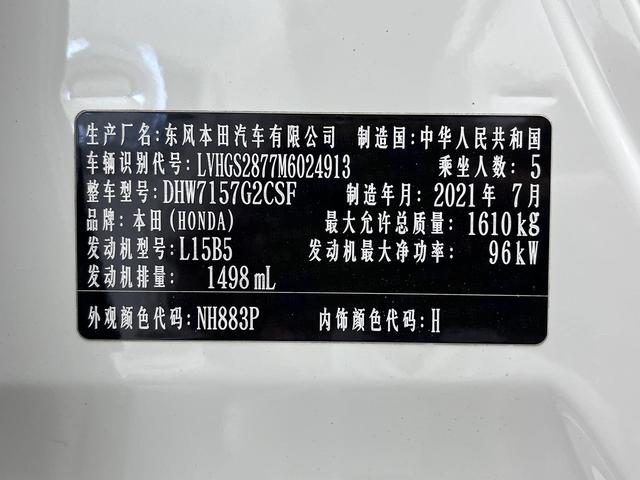 生产厂名:东风本田汽车有限公司 制造国:中华人民共和国
车辆识别代号:LVHGS2877M6024913 乘坐人数:5
整车型号:DHW7157G2CSF 制造年月:2021年7月
品牌:本田(HONDA) 最大允许总质量:1610kg
发动机型号:L15B5 发动机最大净功率:96kW
发动机排量:1498mL
外观颜色代码:NH883P 内饰颜色代码:H